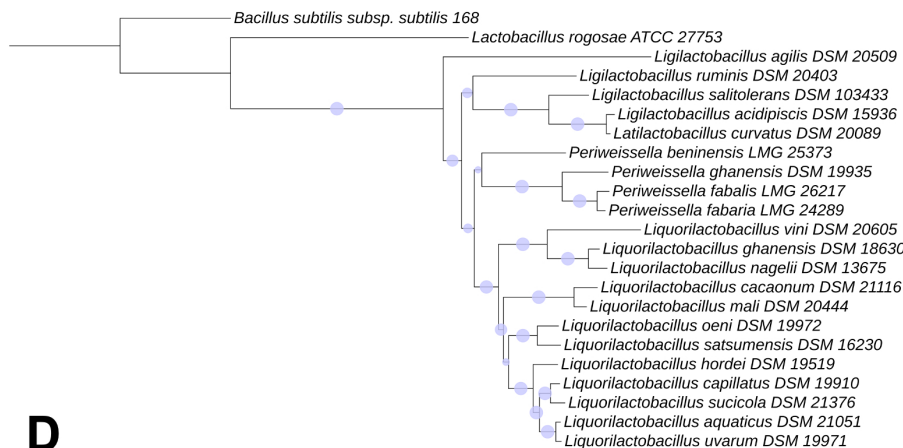 Bacillus subtilis subsp. subtilis 168
Lactobacillus rogosae ATCC 27753
Ligilactobacillus agilis DSM 20509
Ligilactobacillus ruminis DSM 20403
Ligilactobacillus salitolerans DSM 103433
Ligilactobacillus acidipiscis DSM 15936
Latilactobacillus curvatus DSM 20089
Periweissella beninensis LMG 25373
Periweissella ghanensis DSM 19935
Periweissella fabalis LMG 26217
Periweissella fabaria LMG 24289
Liquorilactobacillus vini DSM 20605
Liquorilactobacillus ghanensis DSM 18630
Liquorilactobacillus nagelii DSM 13675
Liquorilactobacillus cacaonum DSM 21116
Liquorilactobacillus mali DSM 20444
Liquorilactobacillus oeni DSM 19972
Liquorilactobacillus satsumensis DSM 16230
Liquorilactobacillus hordei DSM 19519
Liquorilactobacillus capillatus DSM 19910
Liquorilactobacillus sucicola DSM 21376
Liquorilactobacillus aquaticus DSM 21051
Liquorilactobacillus uvarum DSM 19971
D